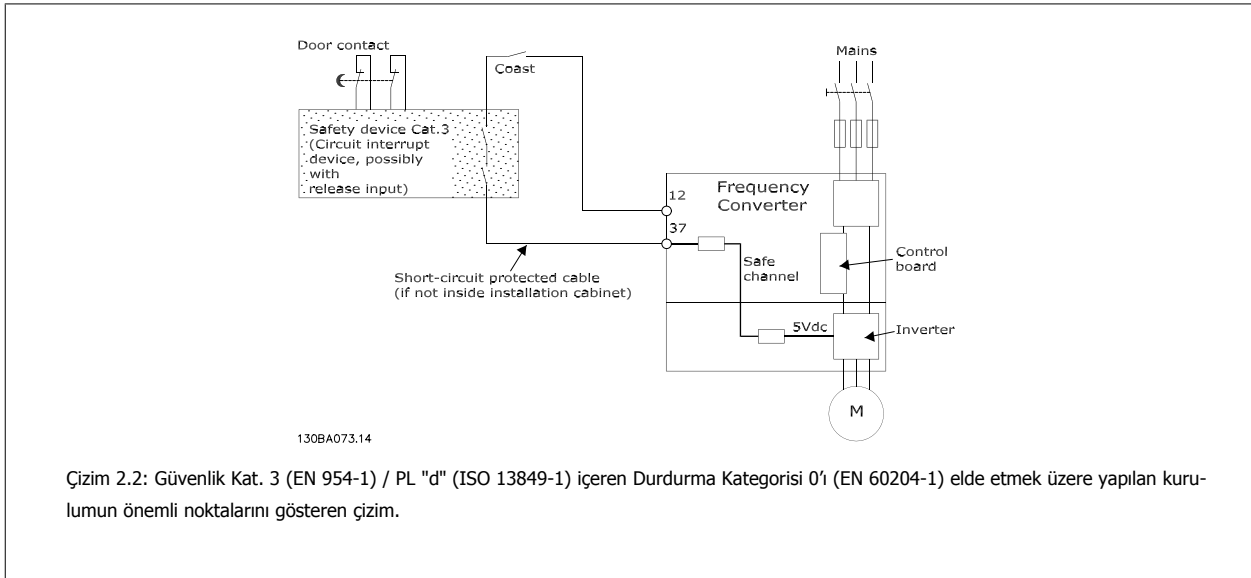 Door contact
Mains
Coast
Safety device Cat.3
(Circuit interrupt
device, possibly
with
release input)
12
Frequency
Converter
37
Safe
channel
Control
board
Short-circuit protected cable
(if not inside installation cabinet)
5Vdc
Inverter
M
130BA073.14
Çizim 2.2: Güvenlik Kat. 3 (EN 954-1) / PL "d" (ISO 13849-1) içeren Durdurma Kategorisi 0'ı (EN 60204-1) elde etmek üzere yapılan kuru-
lumun önemli noktalarını gösteren çizim.